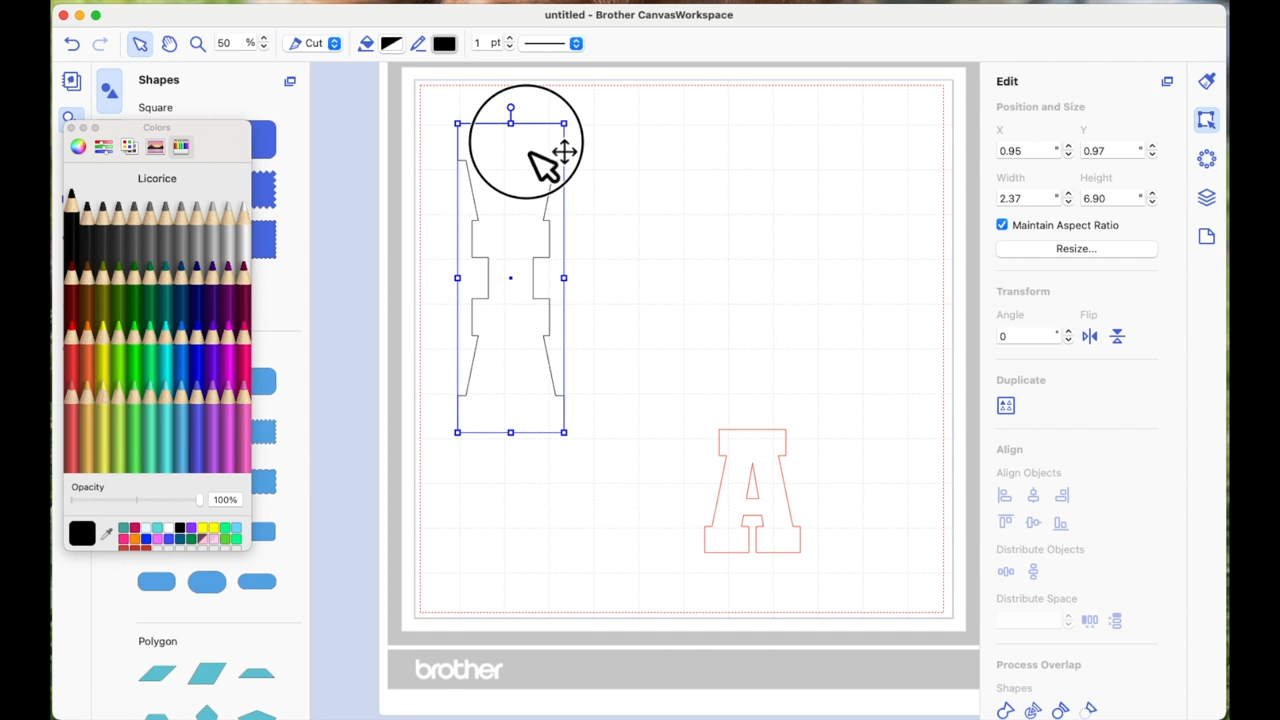 untitled - Brother CanvasWorkspace
50 %
Cut
1 pt
Shapes
Square
Colors
Licorice
Opacity
100%
Polygon
A
brother
Edit
Position and Size
X Y
0.95 " 0.97 "
Width Height
2.37 " 6.90 "
Maintain Aspect Ratio
Resize...
Transform
Angle Flip
0 °
Duplicate
Align
Align Objects
Distribute Objects
Distribute Space
Process Overlap
Shapes